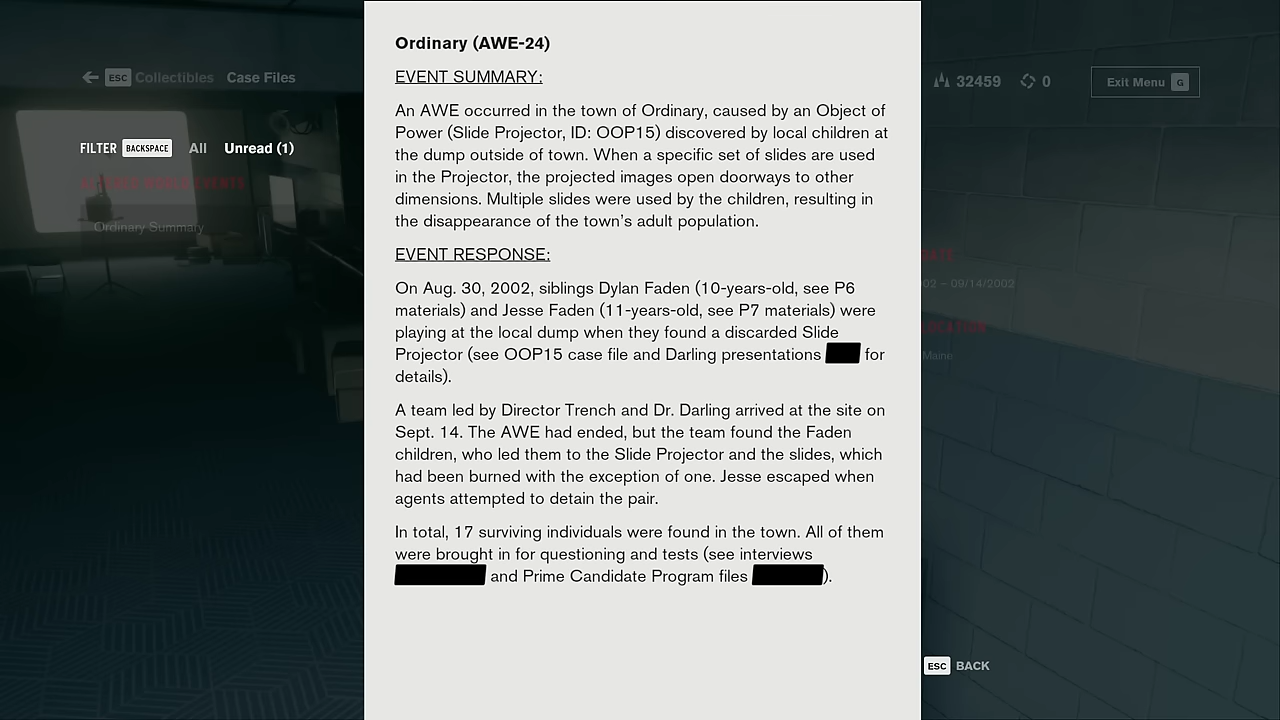 Ordinary (AWE-24)
EVENT SUMMARY:
An AWE occurred in the town of Ordinary, caused by an Object of
Power (Slide Projector, ID: OOP15) discovered by local children at
the dump outside of town. When a specific set of slides are used
in the Projector, the projected images open doorways to other
dimensions. Multiple slides were used by the children, resulting in
the disappearance of the town's adult population.
EVENT RESPONSE:
On Aug. 30, 2002, siblings Dylan Faden (10-years-old, see P6
materials) and Jesse Faden (11-years-old, see P7 materials) were
playing at the local dump when they found a discarded Slide
Projector (see OOP15 case file and Darling presentations for
details).
A team led by Director Trench and Dr. Darling arrived at the site on
Sept. 14. The AWE had ended, but the team found the Faden
children, who led them to the Slide Projector and the slides, which
had been burned with the exception of one. Jesse escaped when
agents attempted to detain the pair.
In total, 17 surviving individuals were found in the town. All of them
were brought in for questioning and tests (see interviews
and Prime Candidate Program files ).
ESC Collectibles Case Files
FILTER BACKSPACE All Unread (1)
ALTERED WORLD EVENTS
Ordinary Summary
32459 0 Exit Menu G
DATE
02 – 09/14/2002
LOCATION
Maine
ESC BACK